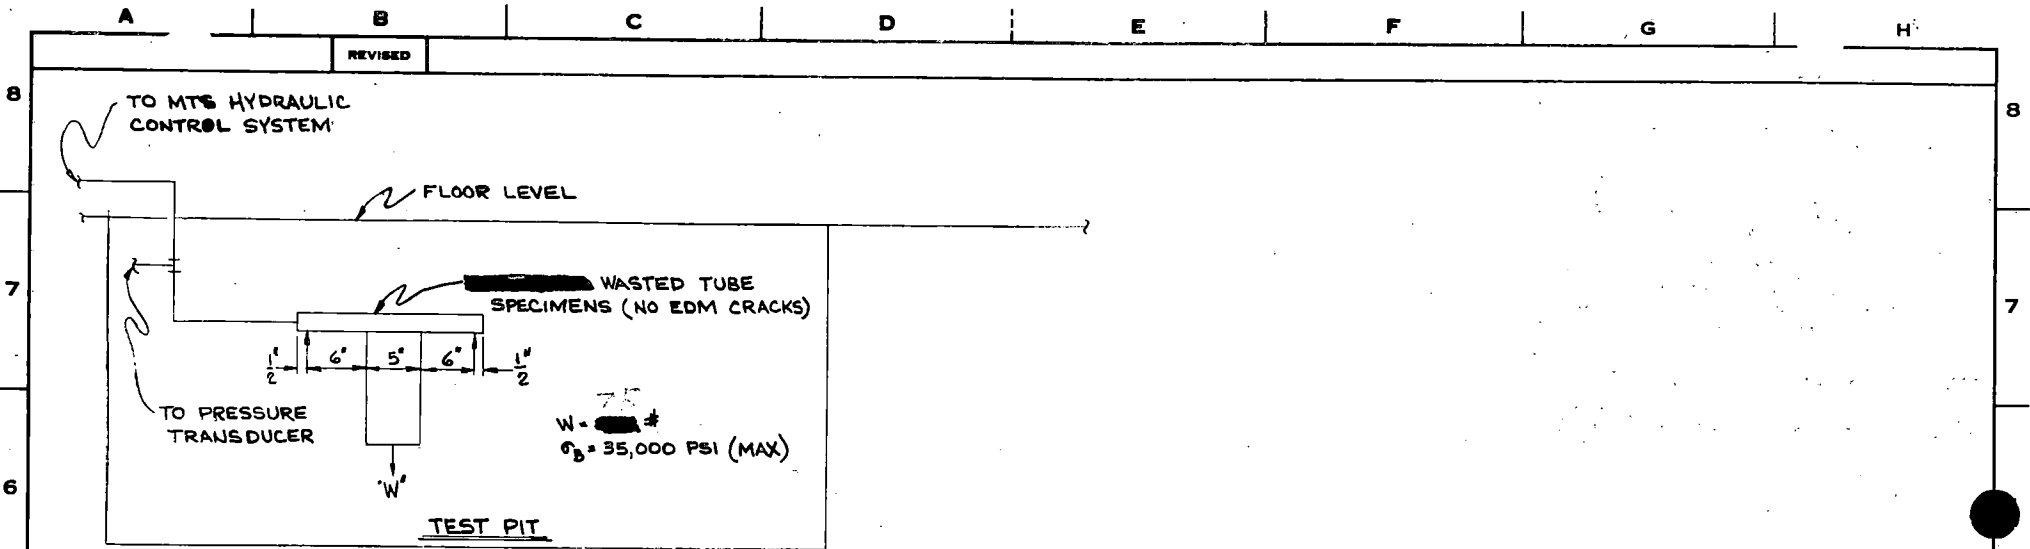 A B C D E F G H
REVISED
8 8
TO MTS HYDRAULIC
CONTROL SYSTEM
FLOOR LEVEL
7 7
WASTED TUBE
SPECIMENS (NO EDM CRACKS)
1/2" 6" 5" 6" 1/2"
TO PRESSURE
TRANSDUCER
75
W = #
σB = 35,000 PSI (MAX)
6
"W"
TEST PIT